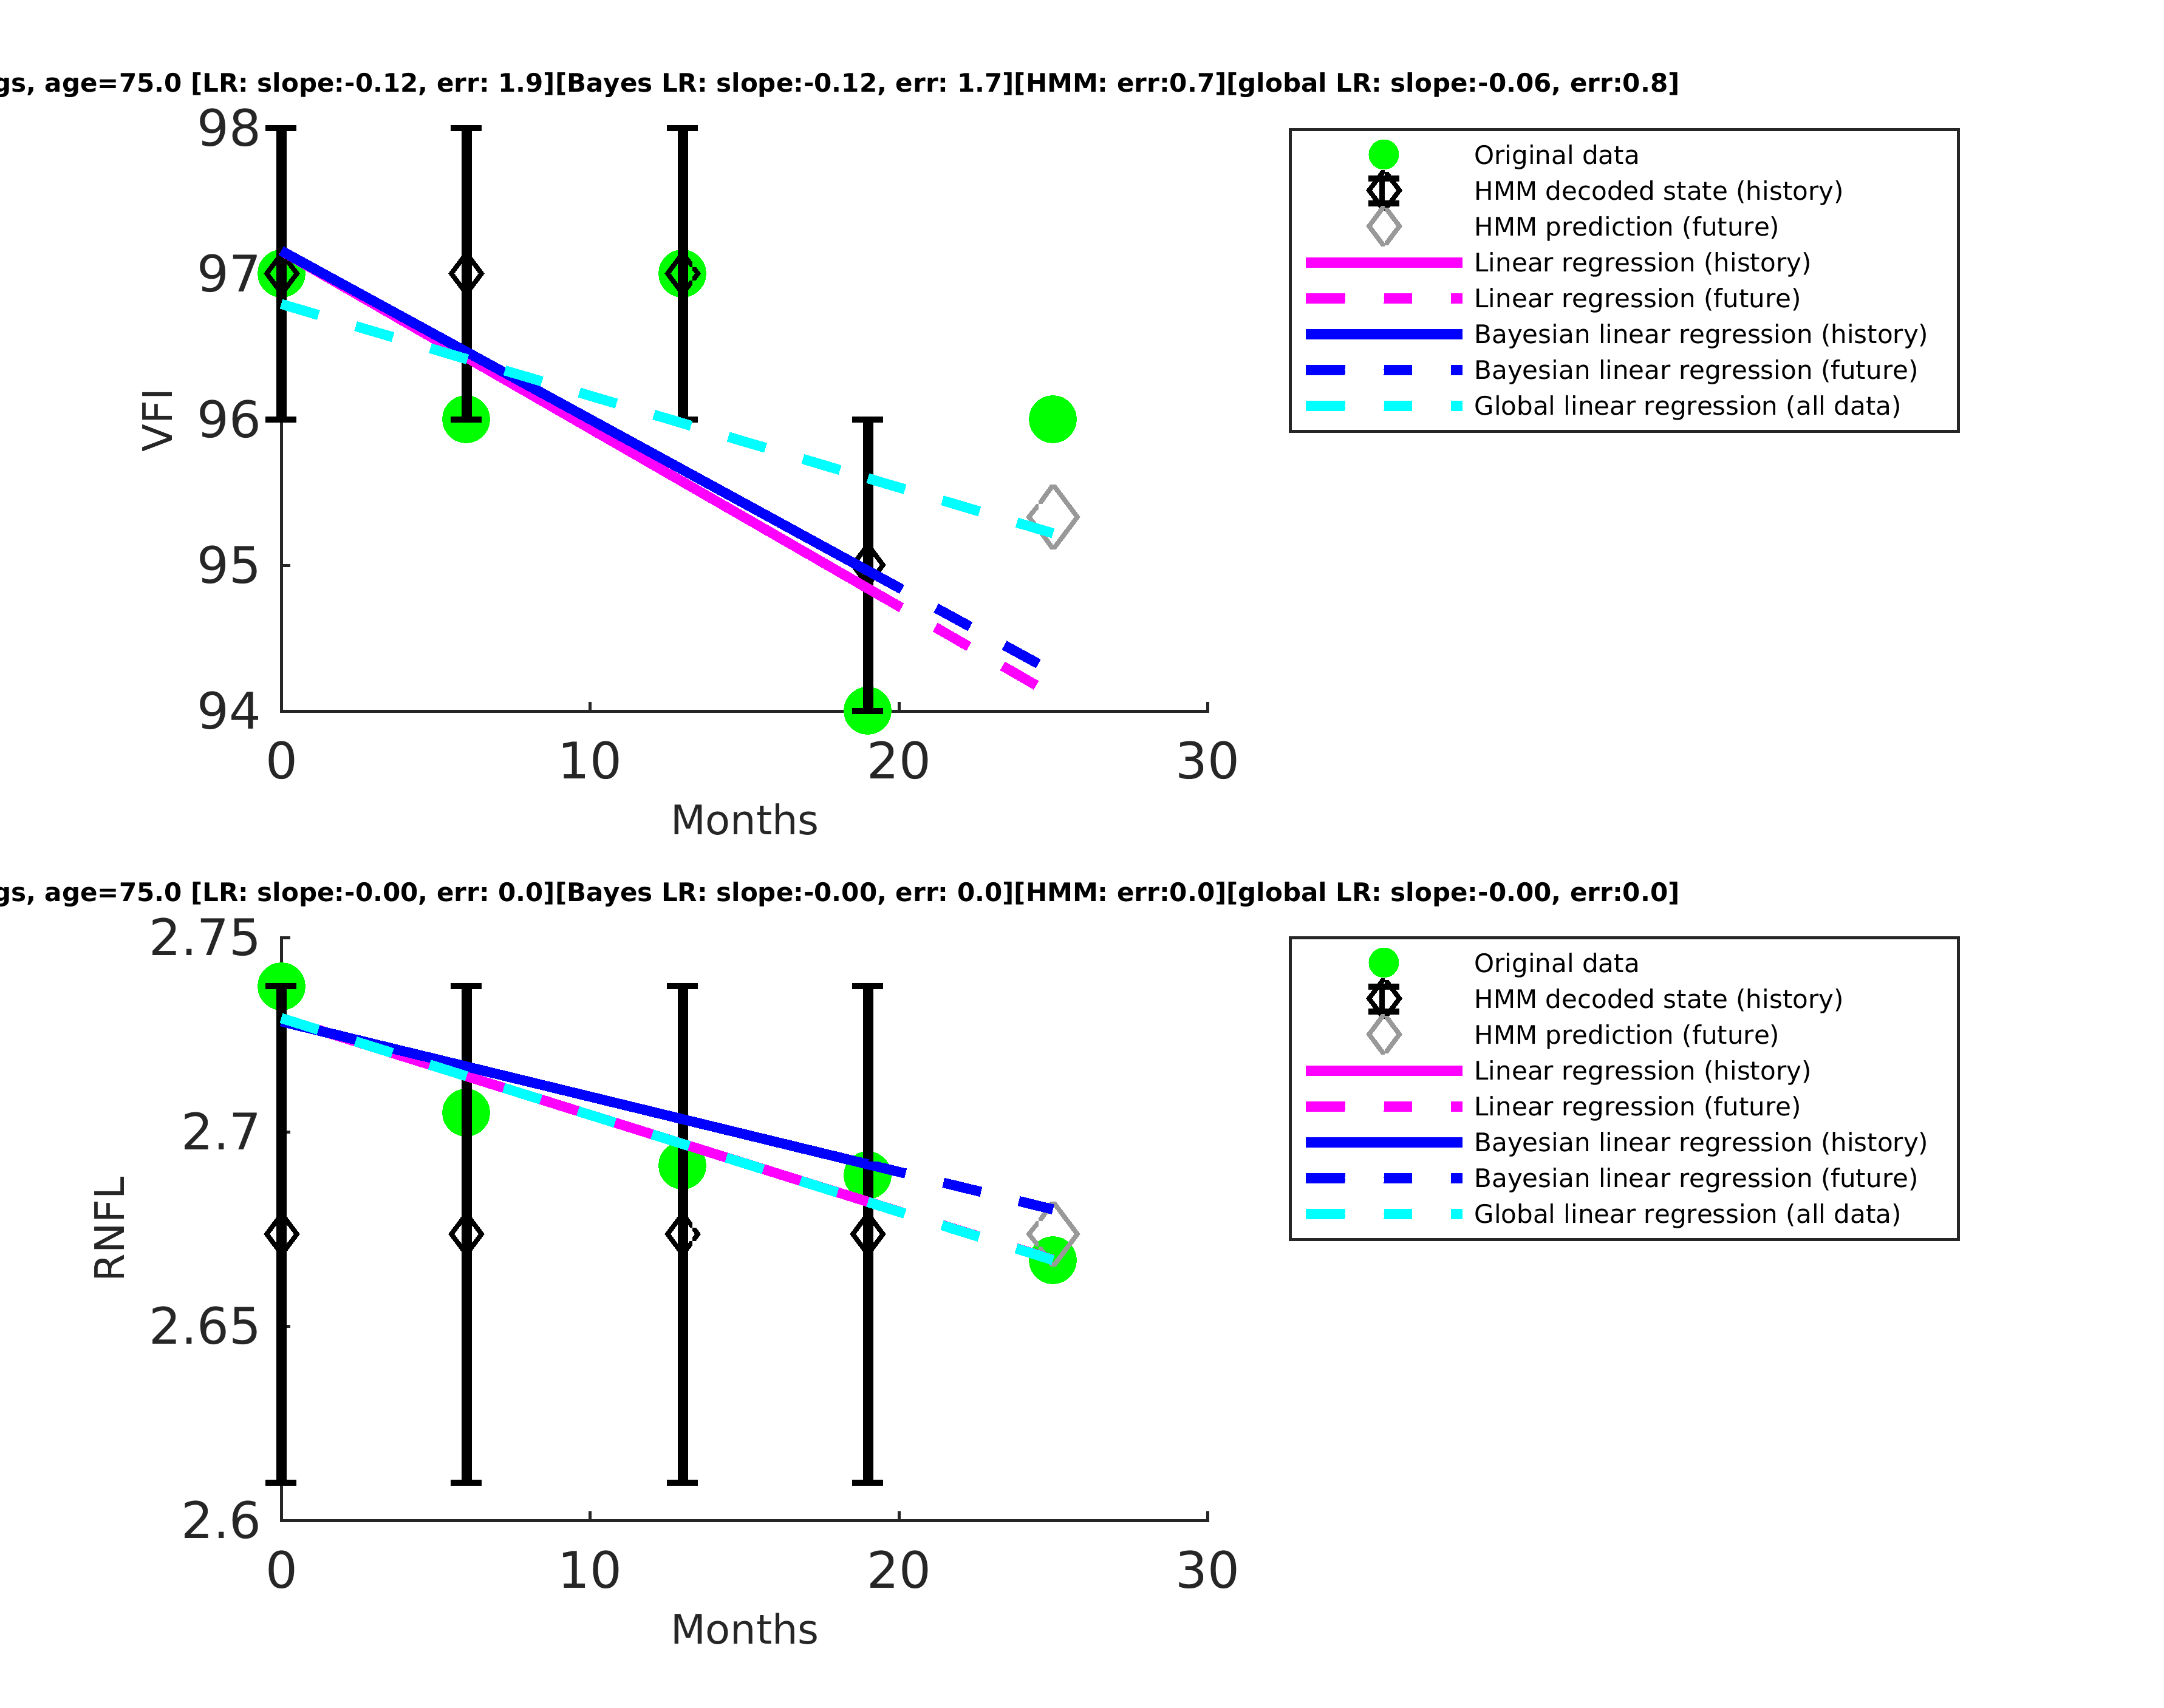 gs, age=75.0 [LR: slope:-0.12, err: 1.9][Bayes LR: slope:-0.12, err: 1.7][HMM: err:0.7][global LR: slope:-0.06, err:0.8]
98
97
96
95
94
VFI
0 10 20 30
Months
Original data
HMM decoded state (history)
HMM prediction (future)
Linear regression (history)
Linear regression (future)
Bayesian linear regression (history)
Bayesian linear regression (future)
Global linear regression (all data)
gs, age=75.0 [LR: slope:-0.00, err: 0.0][Bayes LR: slope:-0.00, err: 0.0][HMM: err:0.0][global LR: slope:-0.00, err:0.0]
2.75
2.7
2.65
2.6
RNFL
0 10 20 30
Months
Original data
HMM decoded state (history)
HMM prediction (future)
Linear regression (history)
Linear regression (future)
Bayesian linear regression (history)
Bayesian linear regression (future)
Global linear regression (all data)